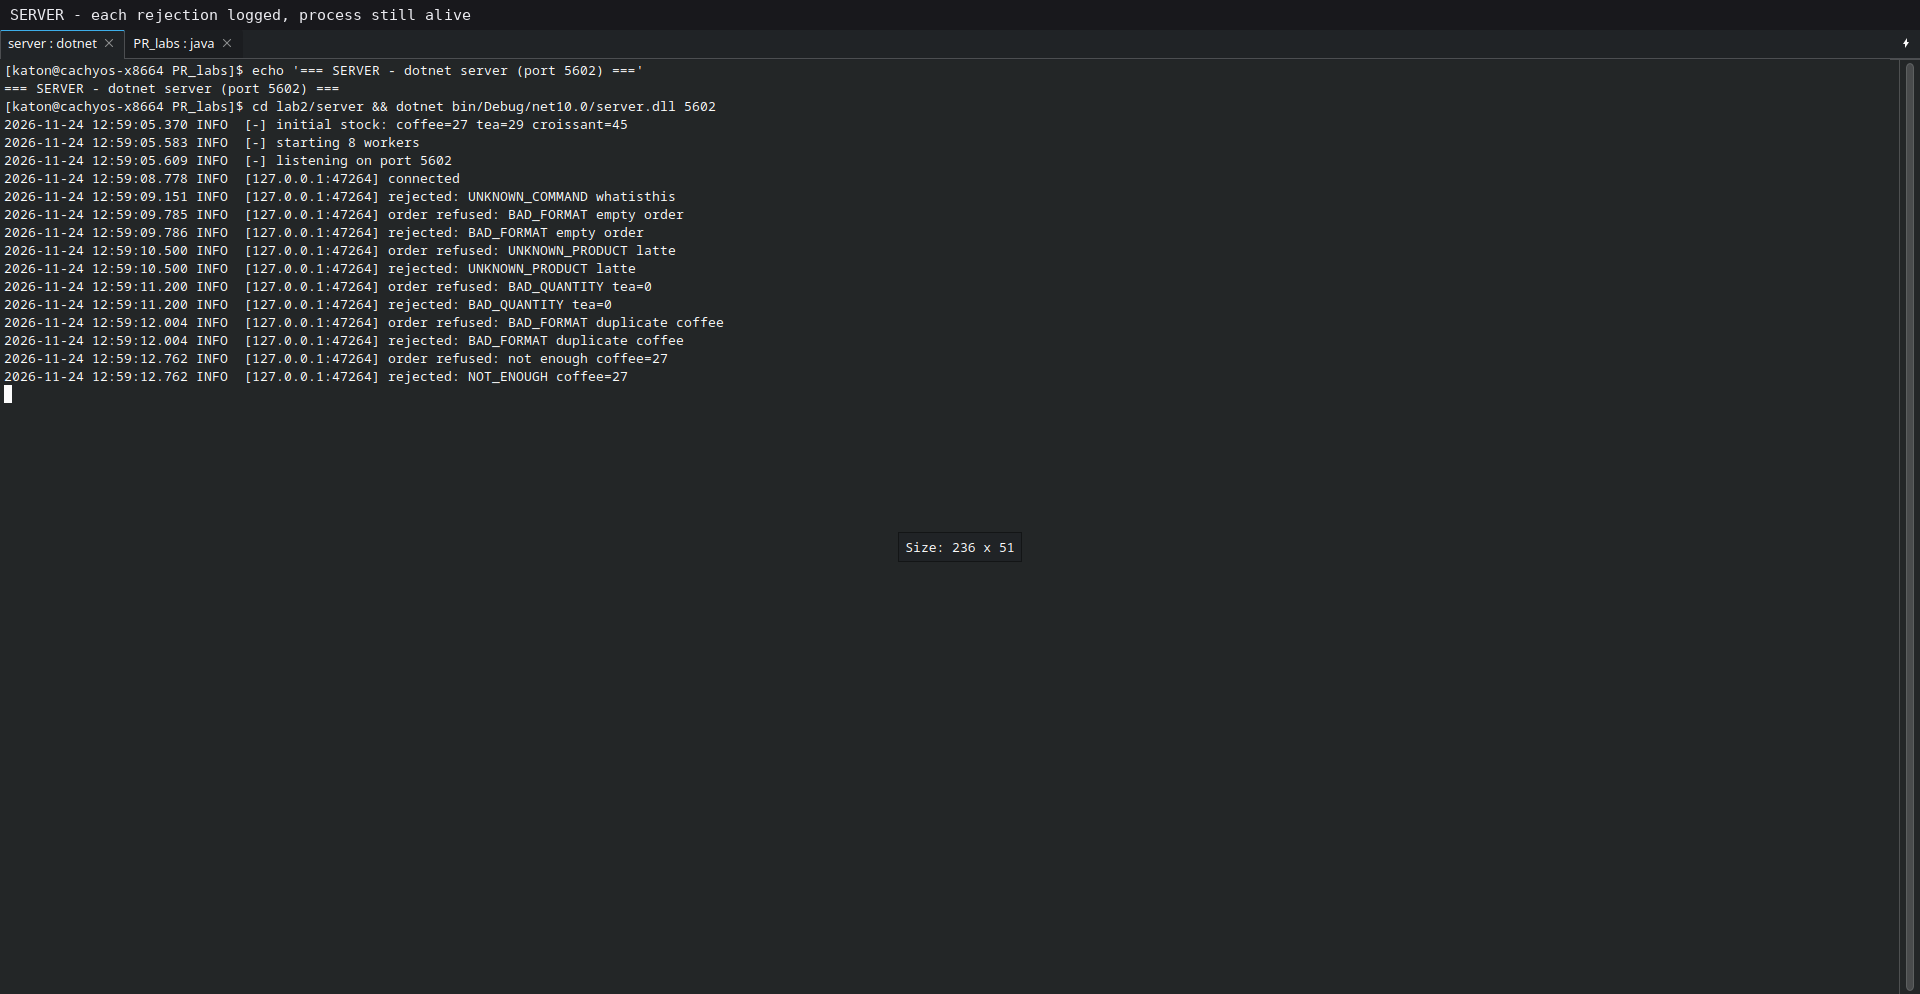 SERVER - each rejection logged, process still alive
server : dotnet
PR_labs : java
[katon@cachyos-x8664 PR_labs]$ echo '=== SERVER - dotnet server (port 5602) ==='
=== SERVER - dotnet server (port 5602) ===
[katon@cachyos-x8664 PR_labs]$ cd lab2/server && dotnet bin/Debug/net10.0/server.dll 5602
2026-11-24 12:59:05.370 INFO  [-] initial stock: coffee=27 tea=29 croissant=45
2026-11-24 12:59:05.583 INFO  [-] starting 8 workers
2026-11-24 12:59:05.609 INFO  [-] listening on port 5602
2026-11-24 12:59:08.778 INFO  [127.0.0.1:47264] connected
2026-11-24 12:59:09.151 INFO  [127.0.0.1:47264] rejected: UNKNOWN_COMMAND whatisthis
2026-11-24 12:59:09.785 INFO  [127.0.0.1:47264] order refused: BAD_FORMAT empty order
2026-11-24 12:59:09.786 INFO  [127.0.0.1:47264] rejected: BAD_FORMAT empty order
2026-11-24 12:59:10.500 INFO  [127.0.0.1:47264] order refused: UNKNOWN_PRODUCT latte
2026-11-24 12:59:10.500 INFO  [127.0.0.1:47264] rejected: UNKNOWN_PRODUCT latte
2026-11-24 12:59:11.200 INFO  [127.0.0.1:47264] order refused: BAD_QUANTITY tea=0
2026-11-24 12:59:11.200 INFO  [127.0.0.1:47264] rejected: BAD_QUANTITY tea=0
2026-11-24 12:59:12.004 INFO  [127.0.0.1:47264] order refused: BAD_FORMAT duplicate coffee
2026-11-24 12:59:12.004 INFO  [127.0.0.1:47264] rejected: BAD_FORMAT duplicate coffee
2026-11-24 12:59:12.762 INFO  [127.0.0.1:47264] order refused: not enough coffee=27
2026-11-24 12:59:12.762 INFO  [127.0.0.1:47264] rejected: NOT_ENOUGH coffee=27
Size: 236 x 51